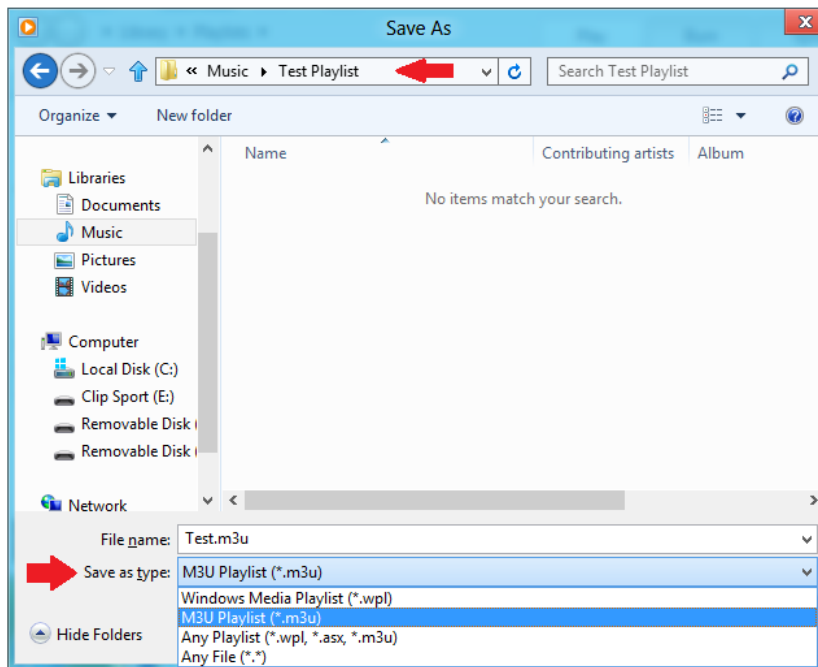 Save As
« Music ▸ Test Playlist
Search Test Playlist
Organize
New folder
Name
Contributing artists
Album
No items match your search.
Libraries
Documents
Music
Pictures
Videos
Computer
Local Disk (C:)
Clip Sport (E:)
Removable Disk (
Removable Disk (
Network
File name: Test.m3u
Save as type: M3U Playlist (*.m3u)
Windows Media Playlist (*.wpl)
M3U Playlist (*.m3u)
Any Playlist (*.wpl, *.asx, *.m3u)
Any File (*.*)
Hide Folders